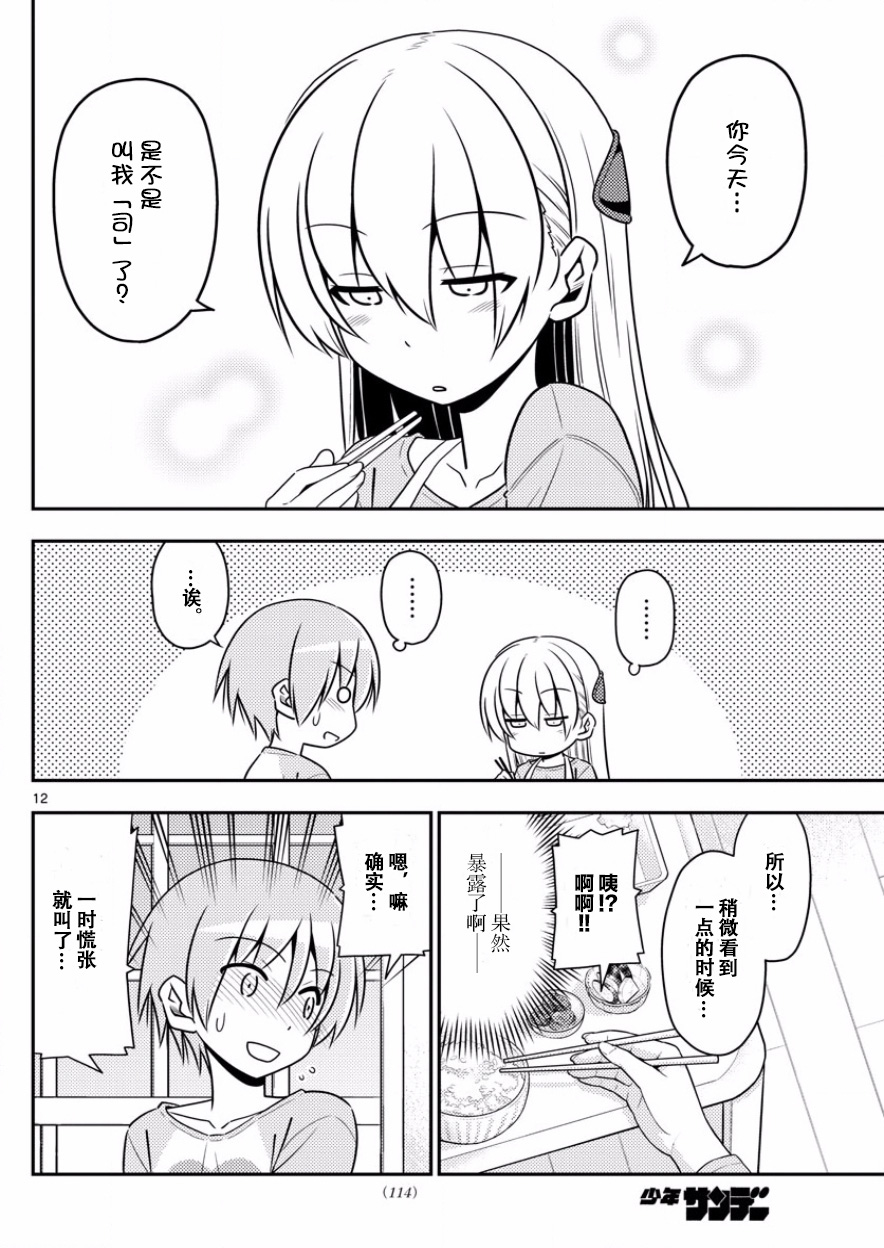 你今天…
是不是
叫我「司」了？
……
……
…诶。
12
所以…
稍微看到
一点的时候…
咦!?
啊啊!!
——果然
暴露了啊——
嗯，嘛
确实…
一时慌张
就叫了…
(114)
少年サンデー